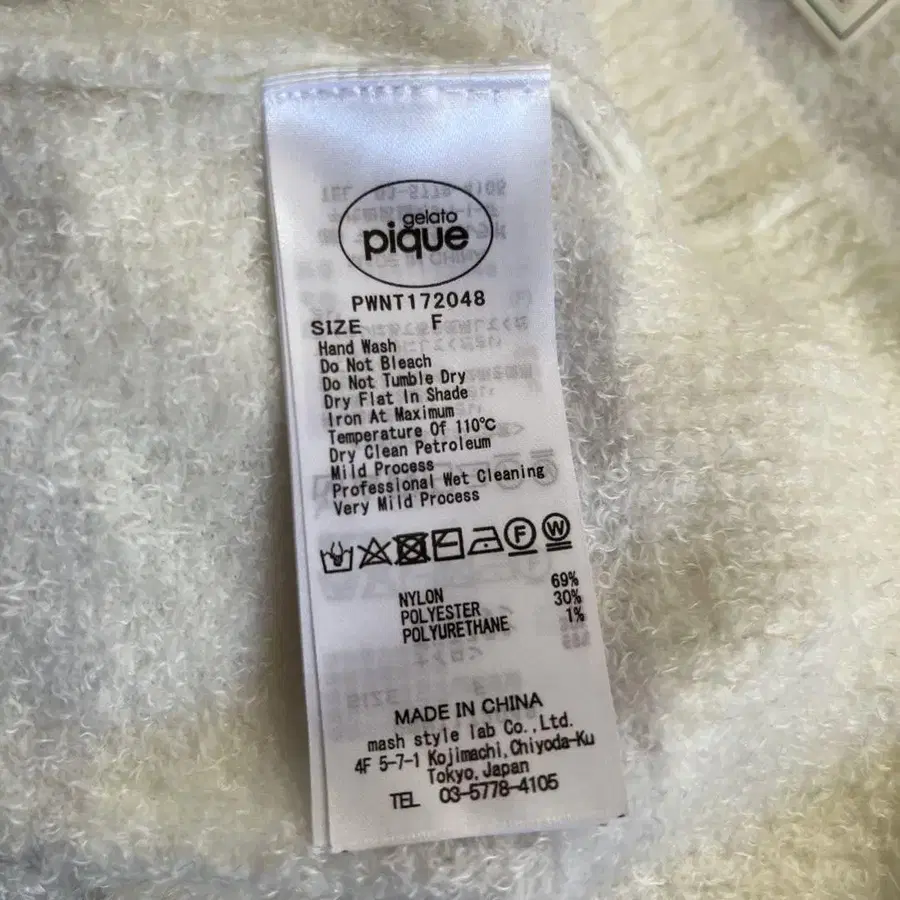 gelato
pique
PWNT172048
SIZE F
Hand Wash
Do Not Bleach
Do Not Tumble Dry
Dry Flat In Shade
Iron At Maximum
Temperature Of 110℃
Dry Clean Petroleum
Mild Process
Professional Wet Cleaning
Very Mild Process
F W
NYLON 69%
POLYESTER 30%
POLYURETHANE 1%
MADE IN CHINA
mash style lab Co.,Ltd.
4F 5-7-1 Kojimachi,Chiyoda-Ku
Tokyo,Japan
TEL 03-5778-4105